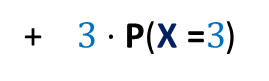 + 3 · P(X =3)